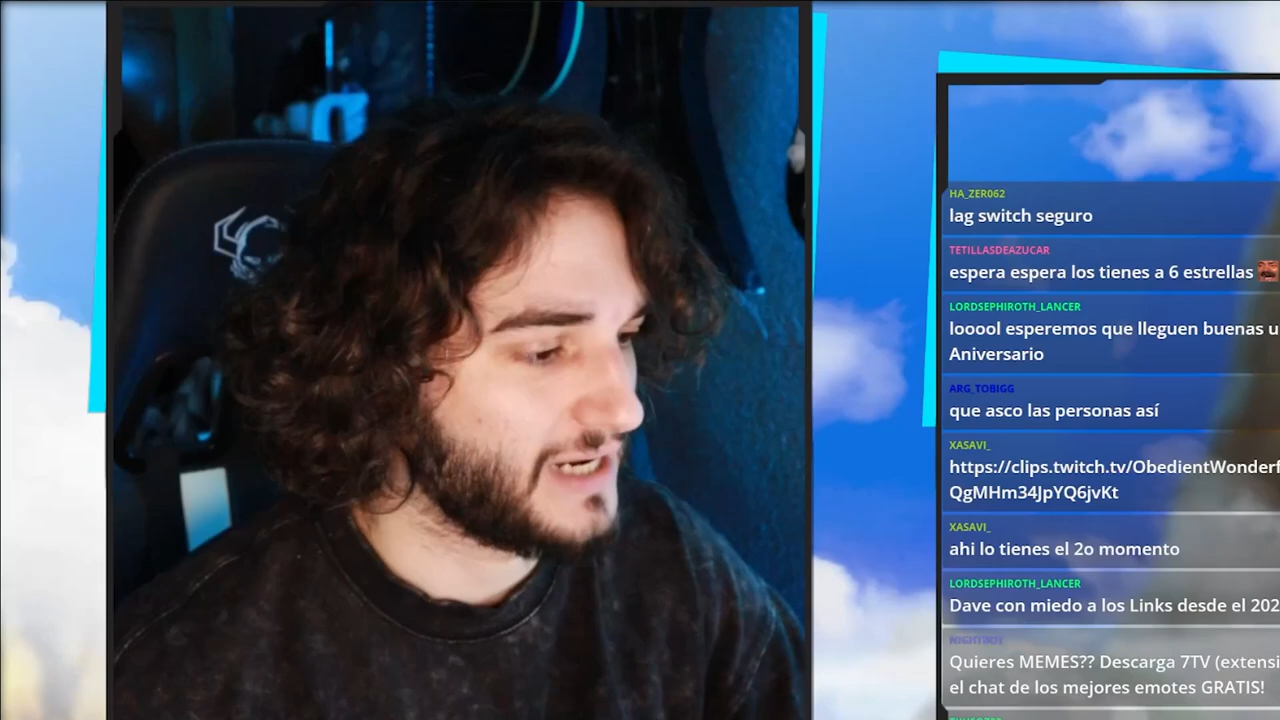 HA_ZER062
lag switch seguro
TETILLASDEAZUCAR
espera espera los tienes a 6 estrellas
LORDSEPHIROTH_LANCER
looool esperemos que lleguen buenas u
Aniversario
ARG_TOBIGG
que asco las personas así
XASAVI_
https://clips.twitch.tv/ObedientWonderf
QgMHm34JpYQ6jvKt
XASAVI_
ahi lo tienes el 2o momento
LORDSEPHIROTH_LANCER
Dave con miedo a los Links desde el 202
NIGHTBOT
Quieres MEMES?? Descarga 7TV (extensi
el chat de los mejores emotes GRATIS!